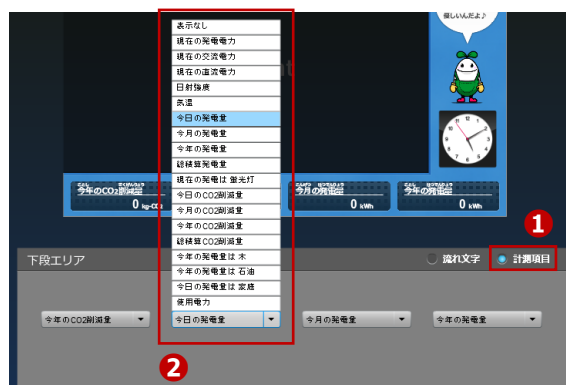 表示なし
現在の発電電力
現在の交流電力
現在の直流電力
日射強度
気温
今日の発電量
今月の発電量
今年の発電量
総積算発電量
現在の発電は 蛍光灯
今日のCO2削減量
今月のCO2削減量
今年のCO2削減量
総積算CO2削減量
今年の発電量は 木
今年の発電量は 石油
今日の発電量は 家庭
使用電力
優しいんだよ♪
今年のCO2削減量
0 kg-CO2
今月の発電量
0 kWh
今年の発電量
0 kWh
1
下段エリア
流れ文字
計測項目
今年のCO2削減量
今日の発電量
今月の発電量
今年の発電量
2